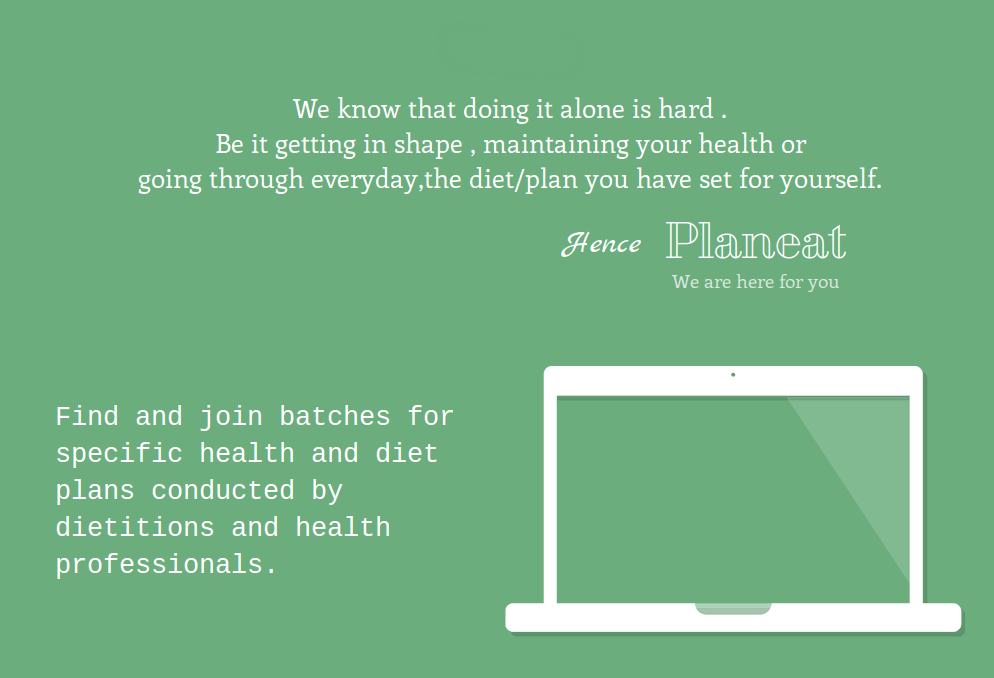 We know that doing it alone is hard .
Be it getting in shape , maintaining your health or
going through everyday,the diet/plan you have set for yourself.
Hence Planeat
We are here for you
Find and join batches for
specific health and diet
plans conducted by
dietitions and health
professionals.